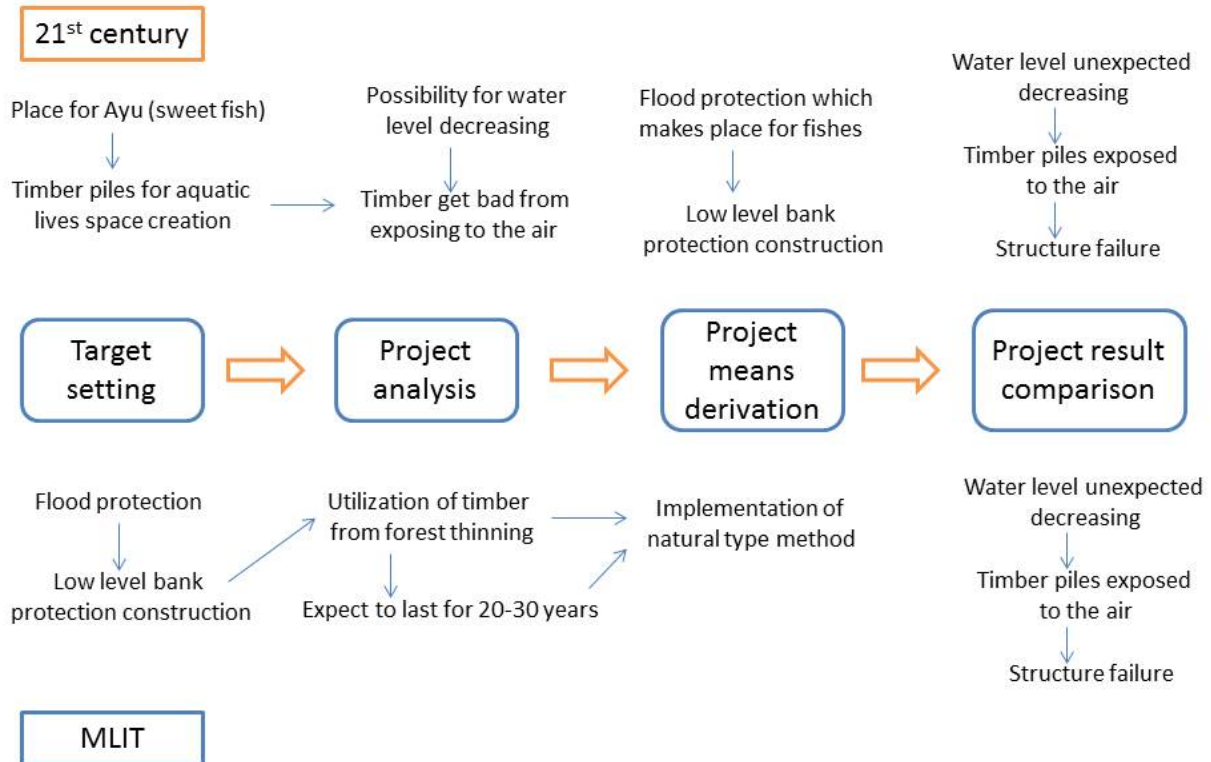 21st century
Place for Ayu (sweet fish)
Timber piles for aquatic
lives space creation
Possibility for water
level decreasing
Timber get bad from
exposing to the air
Flood protection which
makes place for fishes
Low level bank
protection construction
Water level unexpected
decreasing
Timber piles exposed
to the air
Structure failure
Target
setting
Project
analysis
Project
means
derivation
Project result
comparison
Flood protection
Low level bank
protection construction
Utilization of timber
from forest thinning
Expect to last for 20-30 years
Implementation of
natural type method
Water level unexpected
decreasing
Timber piles exposed
to the air
Structure failure
MLIT